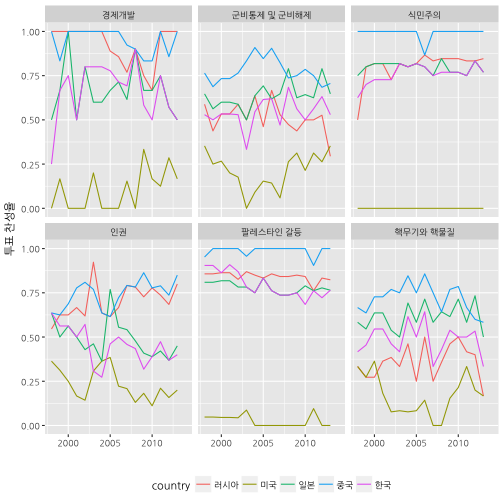 경제개발 군비통제 및 군비해제 식민주의
1.00
0.75
0.50
0.25
0.00
투표 찬성율
인권 팔레스타인 갈등 핵무기와 핵물질
1.00
0.75
0.50
0.25
0.00
2000 2005 2010 2000 2005 2010 2000 2005 2010
country 러시아 미국 일본 중국 한국